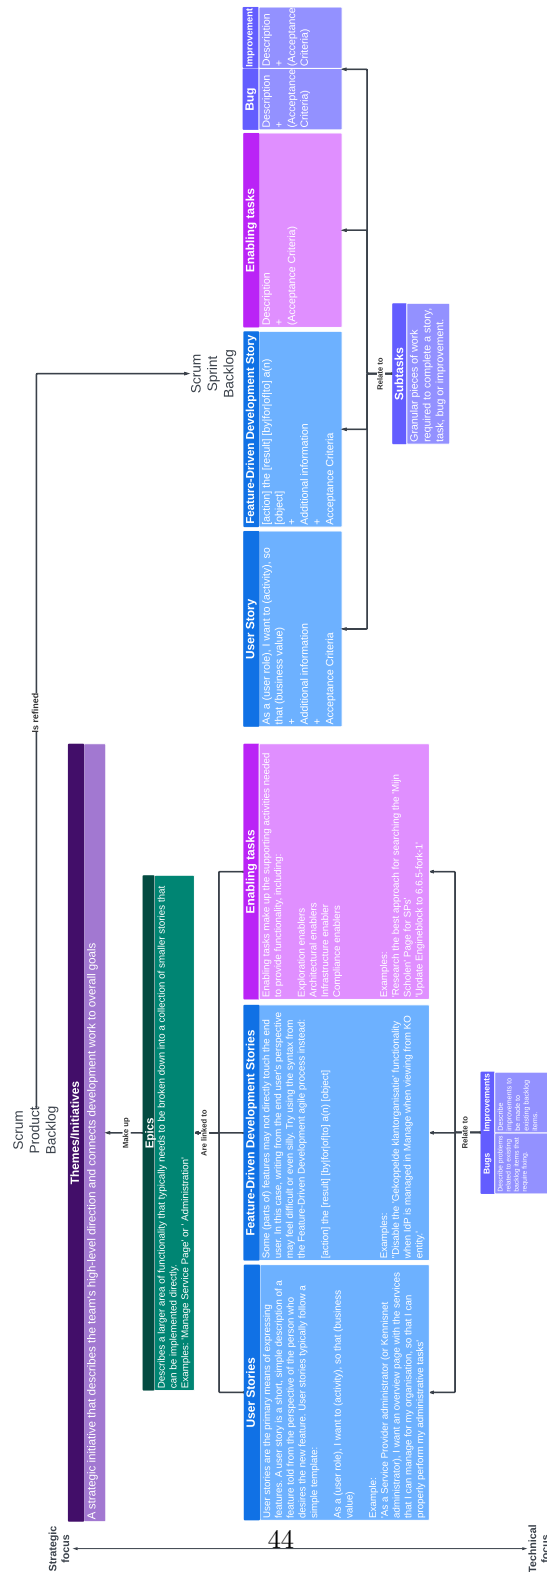 Scrum
Product
Backlog
Is refined
Scrum
Sprint
Backlog
Strategic
focus
Technical
focus
Themes/Initiatives
A strategic initiative that describes the team's high-level direction and connects development work to overall goals
Make up
Epics
Describes a larger area of functionality that typically needs to be broken down into a collection of smaller stories that
can be implemented directly.
Examples: 'Manage Service Page' or ' Administration'
Are linked to
User Stories
User stories are the primary means of expressing
features. A user story is a short, simple description of a
feature told from the perspective of the person who
desires the new feature. User stories typically follow a
simple template:
As a (user role), I want to (activity), so that (business
value)
Example:
'As a Service Provider administrator (or Kennisnet
administrator), I want an overview page with the services
that I can manage for my organisation, so that I can
properly perform my administrative tasks'
Feature-Driven Development Stories
Some (parts of) features may not directly touch the end
user. In this case, writing from the end user's perspective
may feel difficult or even silly. Try using the syntax from
the Feature-Driven Development agile process instead:
[action] the [result] [by|for|of|to] a(n) [object]
Examples:
'Disable the 'Gekoppelde klantorganisatie' functionality
when IdP is managed in Manage when viewing from KO
entity.'
Enabling tasks
Enabling tasks make up the supporting activities needed
to provide functionality, including:
Exploration enablers
Architectural enablers
Infrastructure enabler
Compliance enablers
Examples:
'Research the best approach for searching the 'Mijn
Scholen' Page for SPs'
'Update Engineblock to 6.6.5-fork-1'
Relate to
Bugs
Describe problems
related to existing
backlog items that
require fixing.
Improvements
Describe
improvements to
be made to
existing backlog
items.
User Story
As a (user role), I want to (activity), so
that (business value)
+
Additional information
+
Acceptance Criteria
Feature-Driven Development Story
[action] the [result] [by|for|of|to] a(n)
[object]
+
Additional information
+
Acceptance Criteria
Enabling tasks
Description
+
(Acceptance Criteria)
Bug
Description
+
(Acceptance
Criteria)
Improvement
Description
+
(Acceptance
Criteria)
Relate to
Subtasks
Granular pieces of work
required to complete a story,
task, bug or improvement.
44